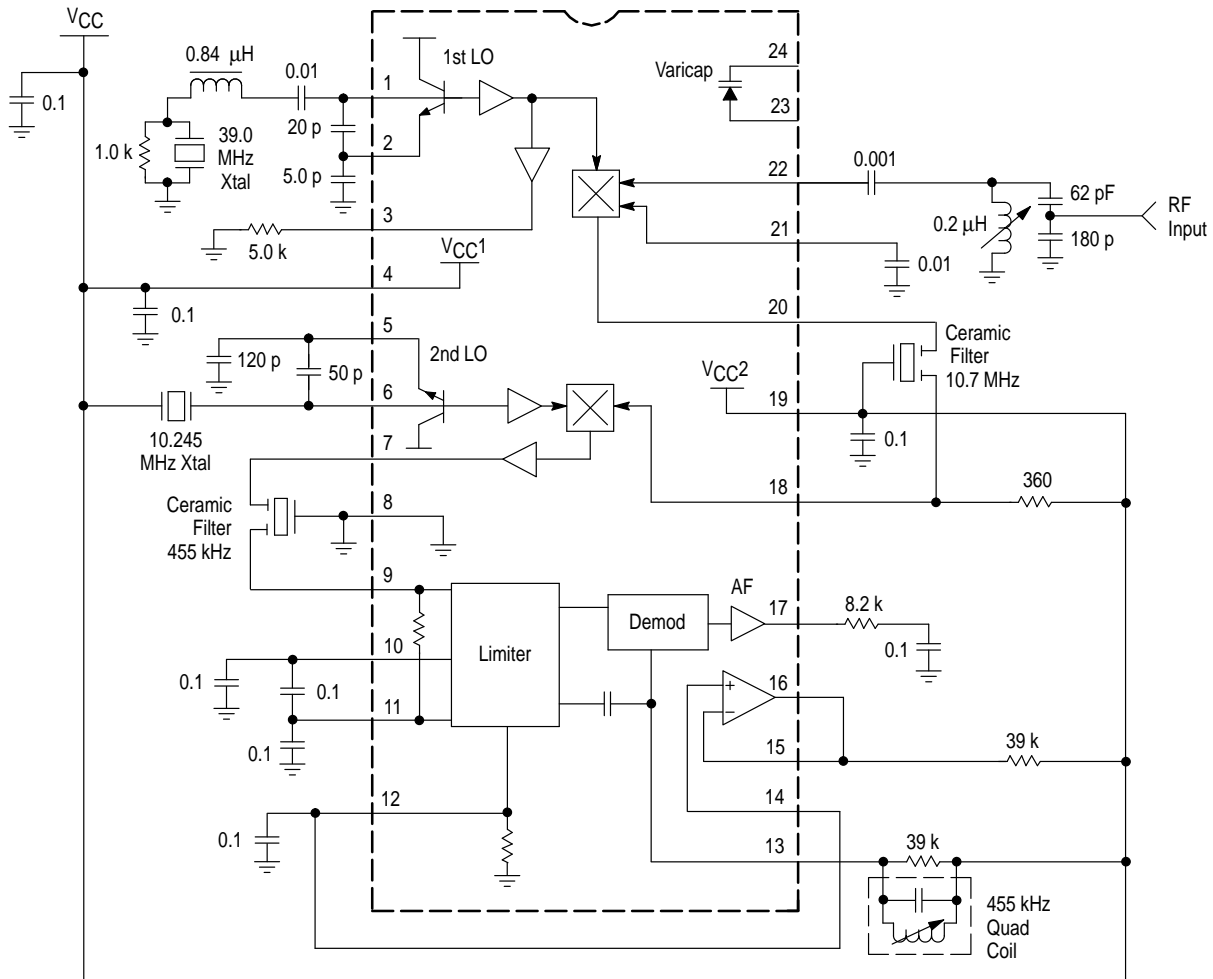 VCC
0.1
0.84 μH
0.01
1.0 k
39.0
MHz
Xtal
20 p
5.0 p
5.0 k
1
2
3
4
5
6
7
8
9
10
11
12
1st LO
VCC1
0.1
120 p
50 p
2nd LO
10.245
MHz Xtal
Ceramic
Filter
455 kHz
0.1
0.1
0.1
0.1
Limiter
Demod
AF
+
–
Varicap
VCC2
24
23
22
21
20
19
18
17
16
15
14
13
0.001
62 pF
180 p
0.2 μH
RF
Input
0.01
Ceramic
Filter
10.7 MHz
0.1
360
8.2 k
0.1
39 k
39 k
455 kHz
Quad
Coil